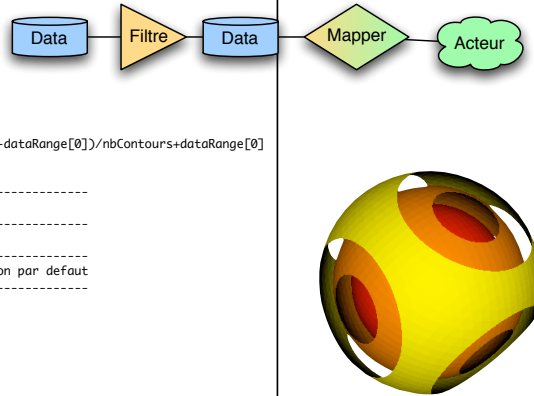 Data Filtre Data Mapper Acteur
-dataRange[0])/nbContours+dataRange[0]
-------------
-------------
-------------
on par defaut
-------------